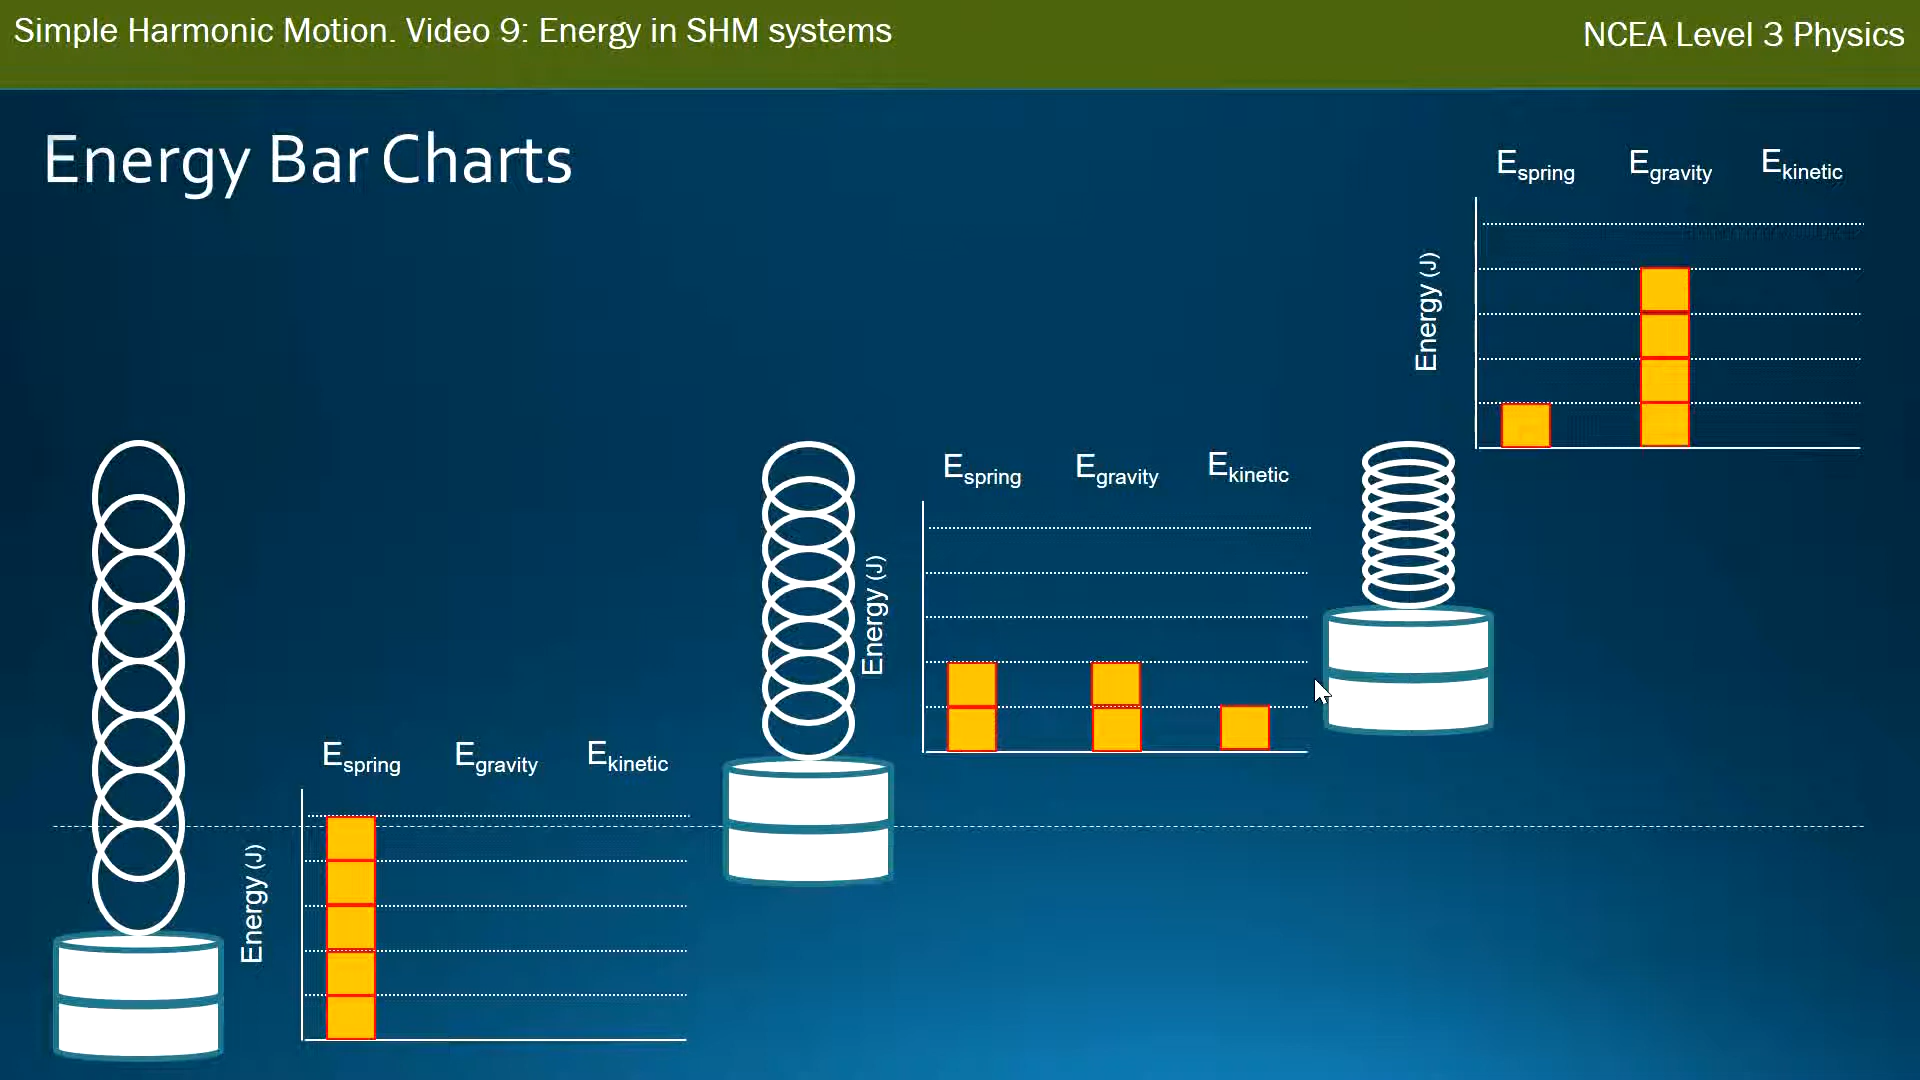 Simple Harmonic Motion. Video 9: Energy in SHM systems
NCEA Level 3 Physics
Energy Bar Charts
Espring Egravity Ekinetic
Energy (J)
Espring Egravity Ekinetic
Energy (J)
Espring Egravity Ekinetic
Energy (J)